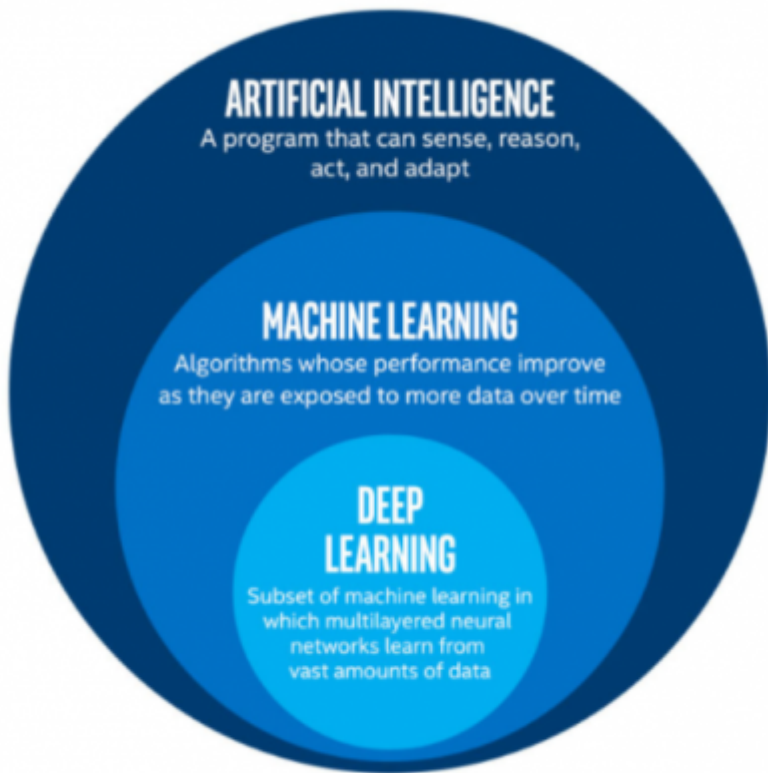 ARTIFICIAL INTELLIGENCE
A program that can sense, reason,
act, and adapt
MACHINE LEARNING
Algorithms whose performance improve
as they are exposed to more data over time
DEEP
LEARNING
Subset of machine learning in
which multilayered neural
networks learn from
vast amounts of data